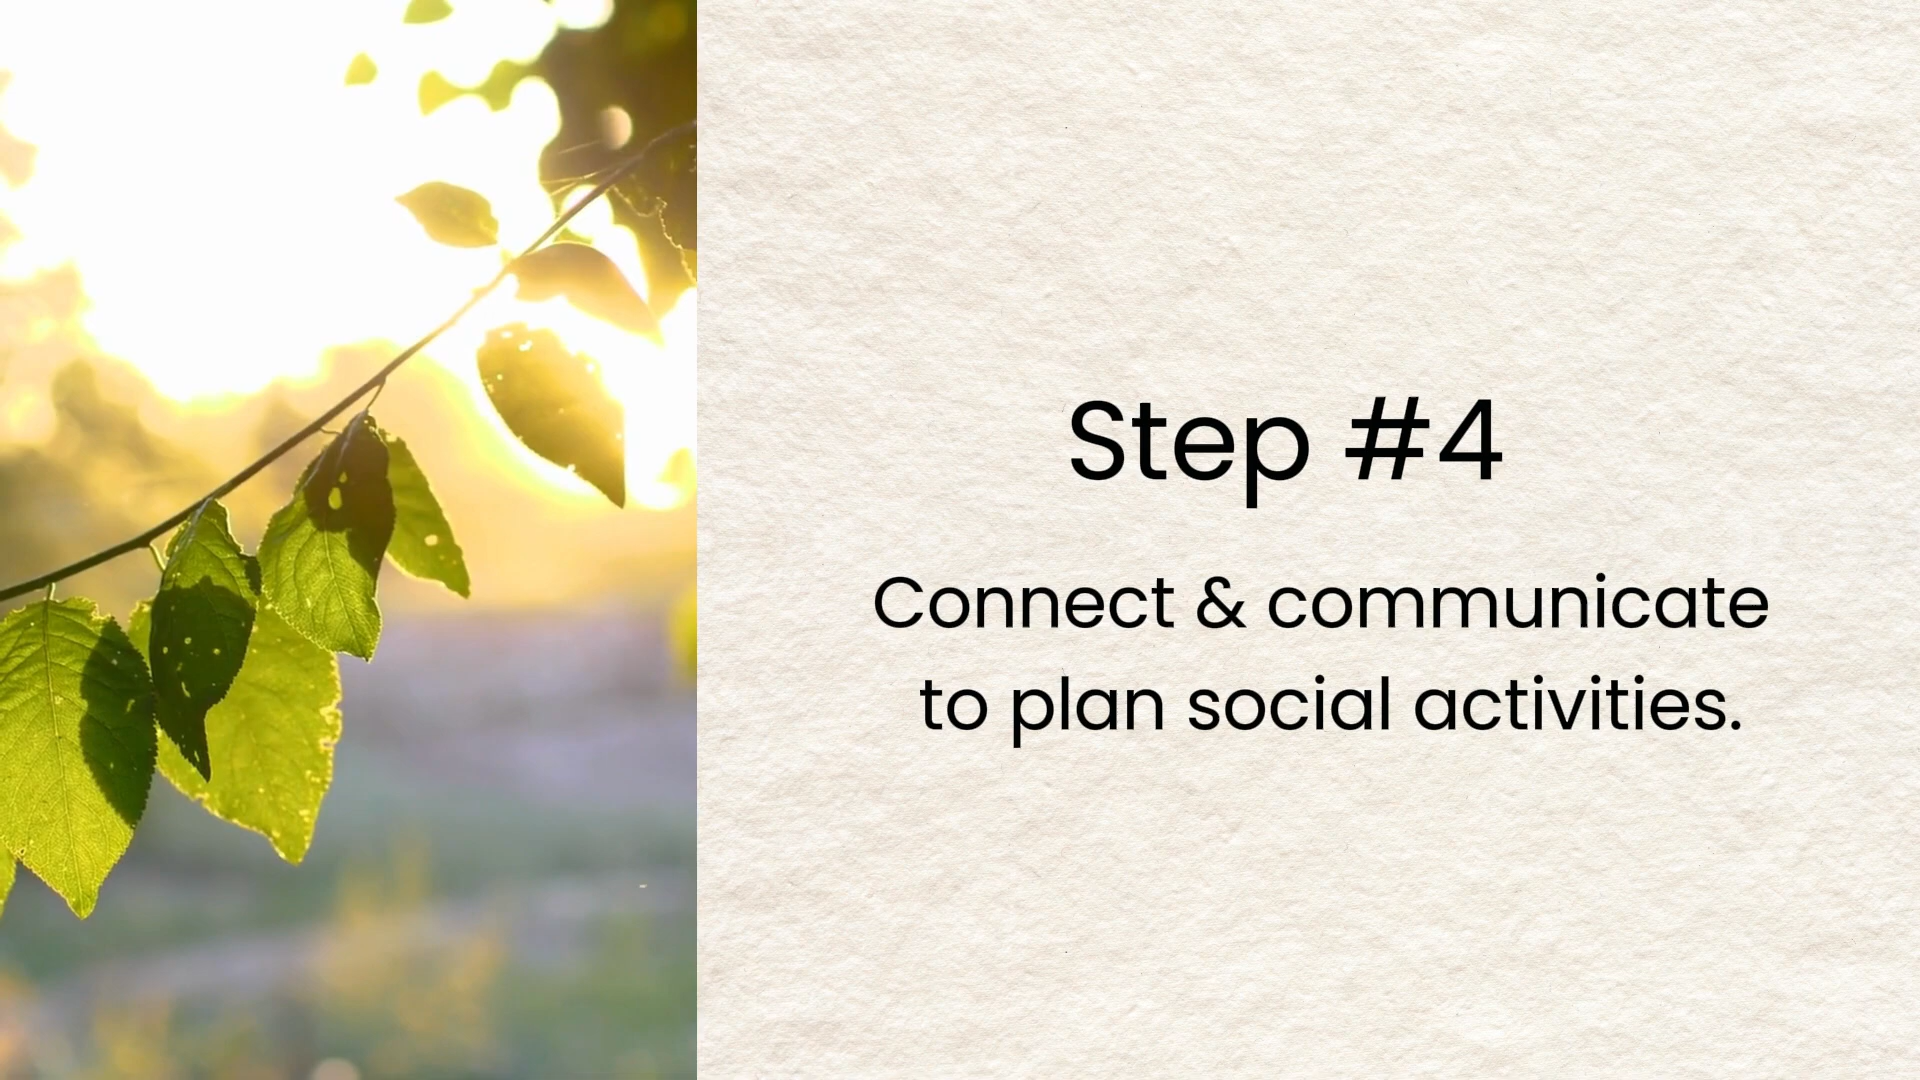 Step #4
Connect & communicate
to plan social activities.